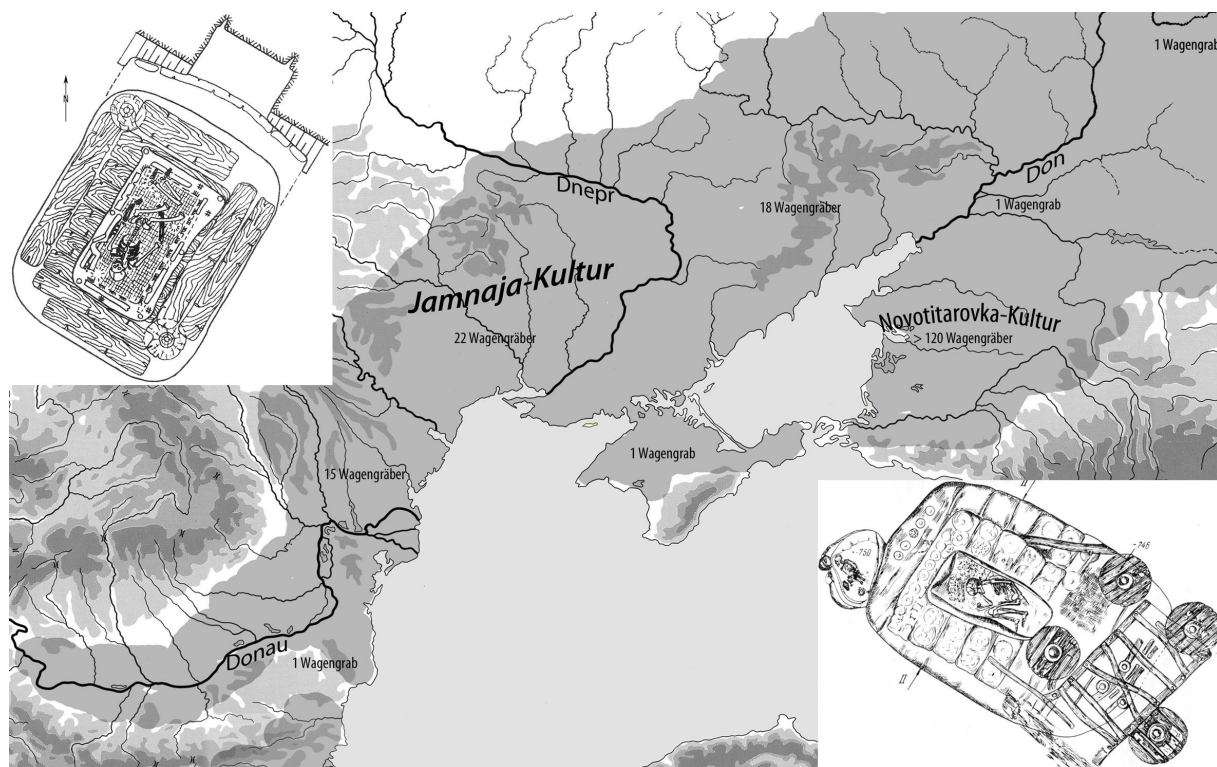 N
1 Wagengrab
Dnepr
Don
18 Wagengräber
1 Wagengrab
Jamnaja-Kultur
Novotitarovka-Kultur
22 Wagengräber
> 120 Wagengräber
1 Wagengrab
15 Wagengräber
II
-750
-746
Donau
1 Wagengrab
II